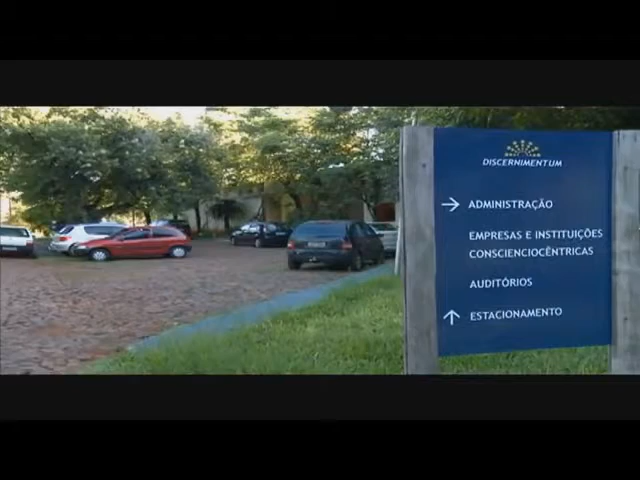 DISCERNIMENTUM
→ ADMINISTRAÇÃO
EMPRESAS E INSTITUIÇÕES
CONSCIENCIOCÊNTRICAS
AUDITÓRIOS
↑ ESTACIONAMENTO